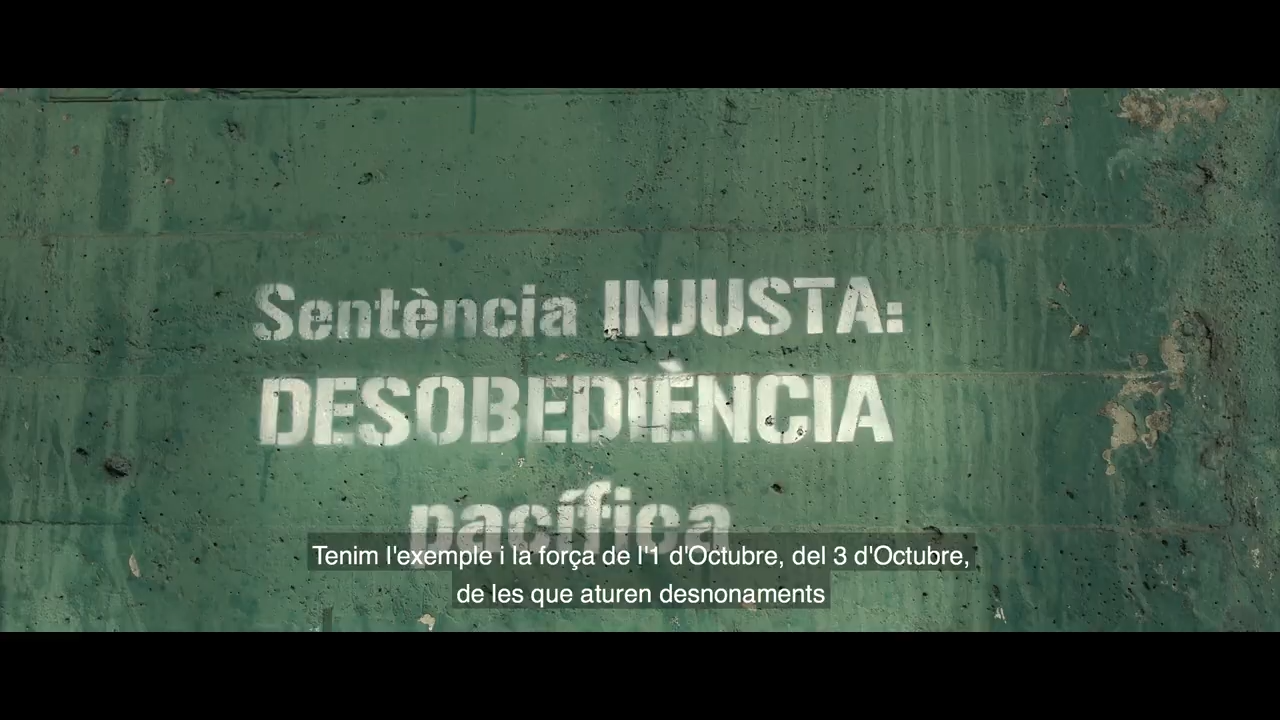 Sentència INJUSTA:
DESOBEDIÈNCIA
pacífica
Tenim l'exemple i la força de l'1 d'Octubre, del 3 d'Octubre,
de les que aturen desnonaments